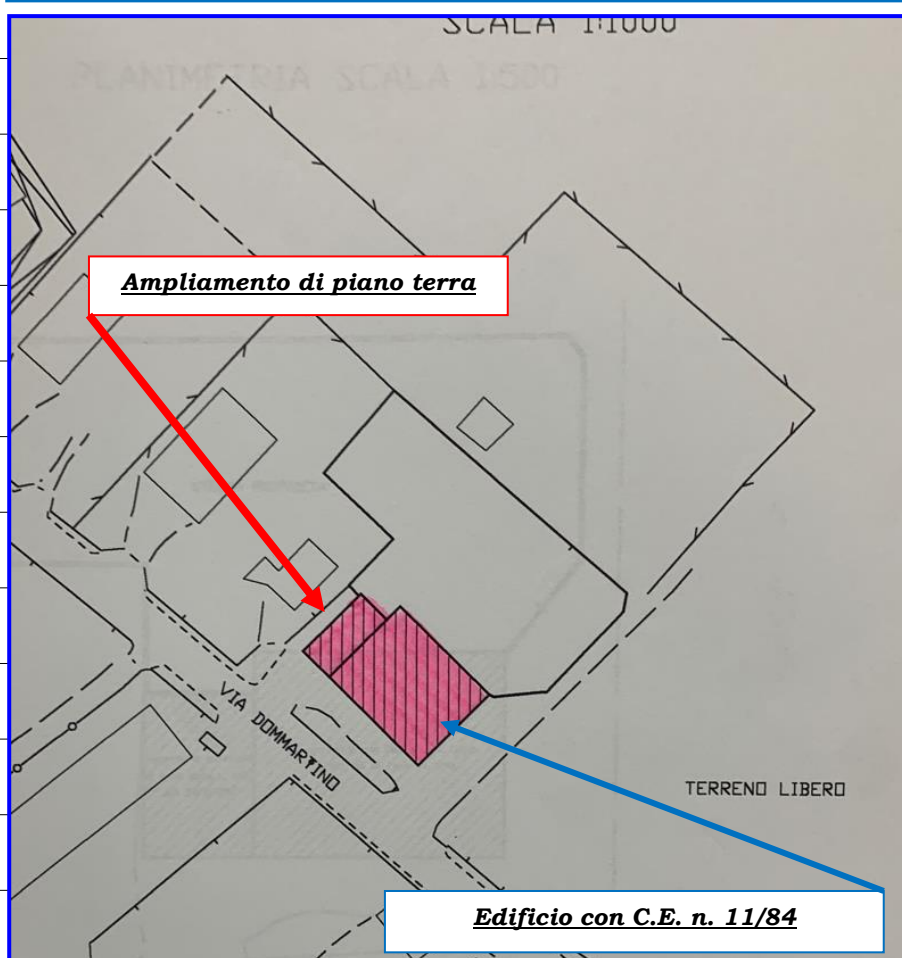 SCALA 1:1000
PLANIMETRIA SCALA 1:500
Ampliamento di piano terra
VIA DOMMARTINO
TERRENO LIBERO
Edificio con C.E. n. 11/84